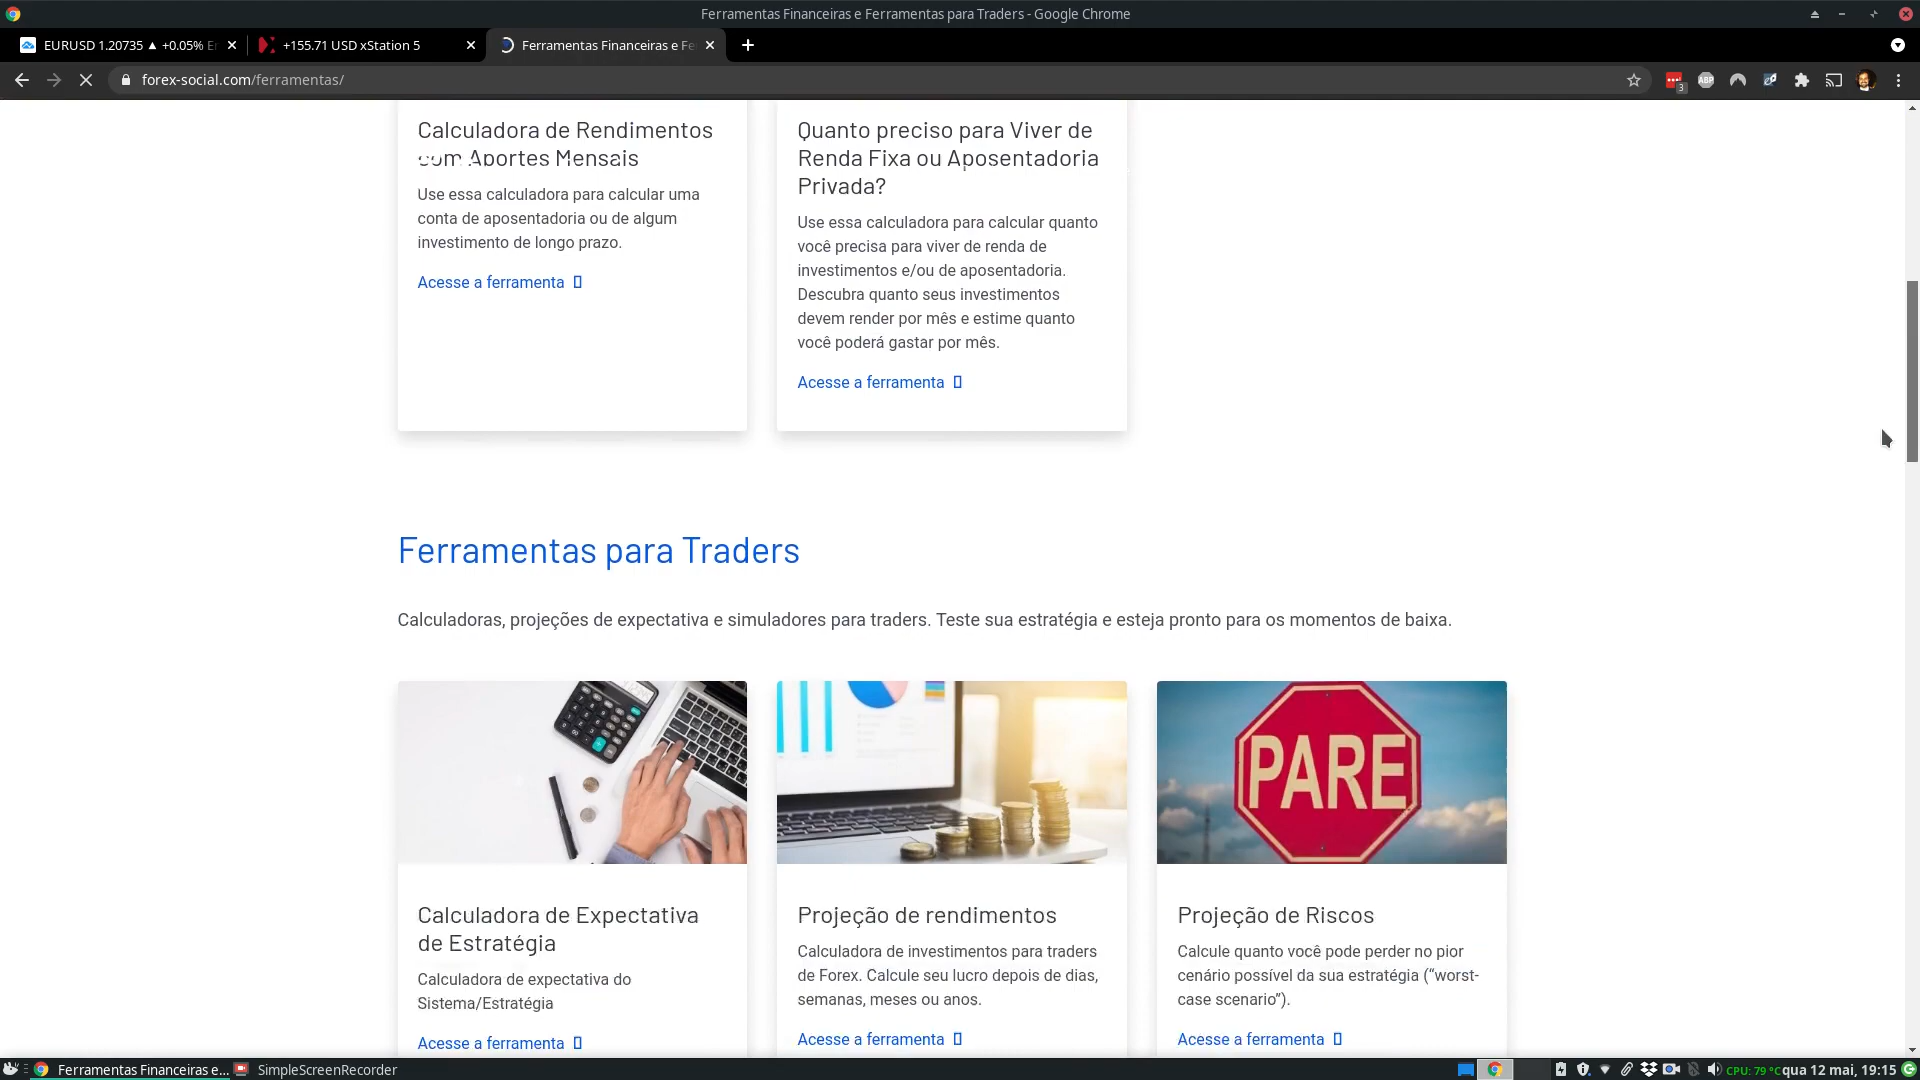 Ferramentas Financeiras e Ferramentas para Traders - Google Chrome
EURUSD 1.20735 ▲ +0.05%
+155.71 USD xStation 5
Ferramentas Financeiras e Fe
forex-social.com/ferramentas/
3
ABP
Calculadora de Rendimentos
com Aportes Mensais
Use essa calculadora para calcular uma
conta de aposentadoria ou de algum
investimento de longo prazo.
Acesse a ferramenta
Quanto preciso para Viver de
Renda Fixa ou Aposentadoria
Privada?
Use essa calculadora para calcular quanto
você precisa para viver de renda de
investimentos e/ou de aposentadoria.
Descubra quanto seus investimentos
devem render por mês e estime quanto
você poderá gastar por mês.
Acesse a ferramenta
Ferramentas para Traders
Calculadoras, projeções de expectativa e simuladores para traders. Teste sua estratégia e esteja pronto para os momentos de baixa.
PARE
Calculadora de Expectativa
de Estratégia
Calculadora de expectativa do
Sistema/Estratégia
Acesse a ferramenta
Projeção de rendimentos
Calculadora de investimentos para traders
de Forex. Calcule seu lucro depois de dias,
semanas, meses ou anos.
Acesse a ferramenta
Projeção de Riscos
Calcule quanto você pode perder no pior
cenário possível da sua estratégia (“worst-
case scenario”).
Acesse a ferramenta
Ferramentas Financeiras e...
SimpleScreenRecorder
CPU: 79 °C
qua 12 mai, 19:15